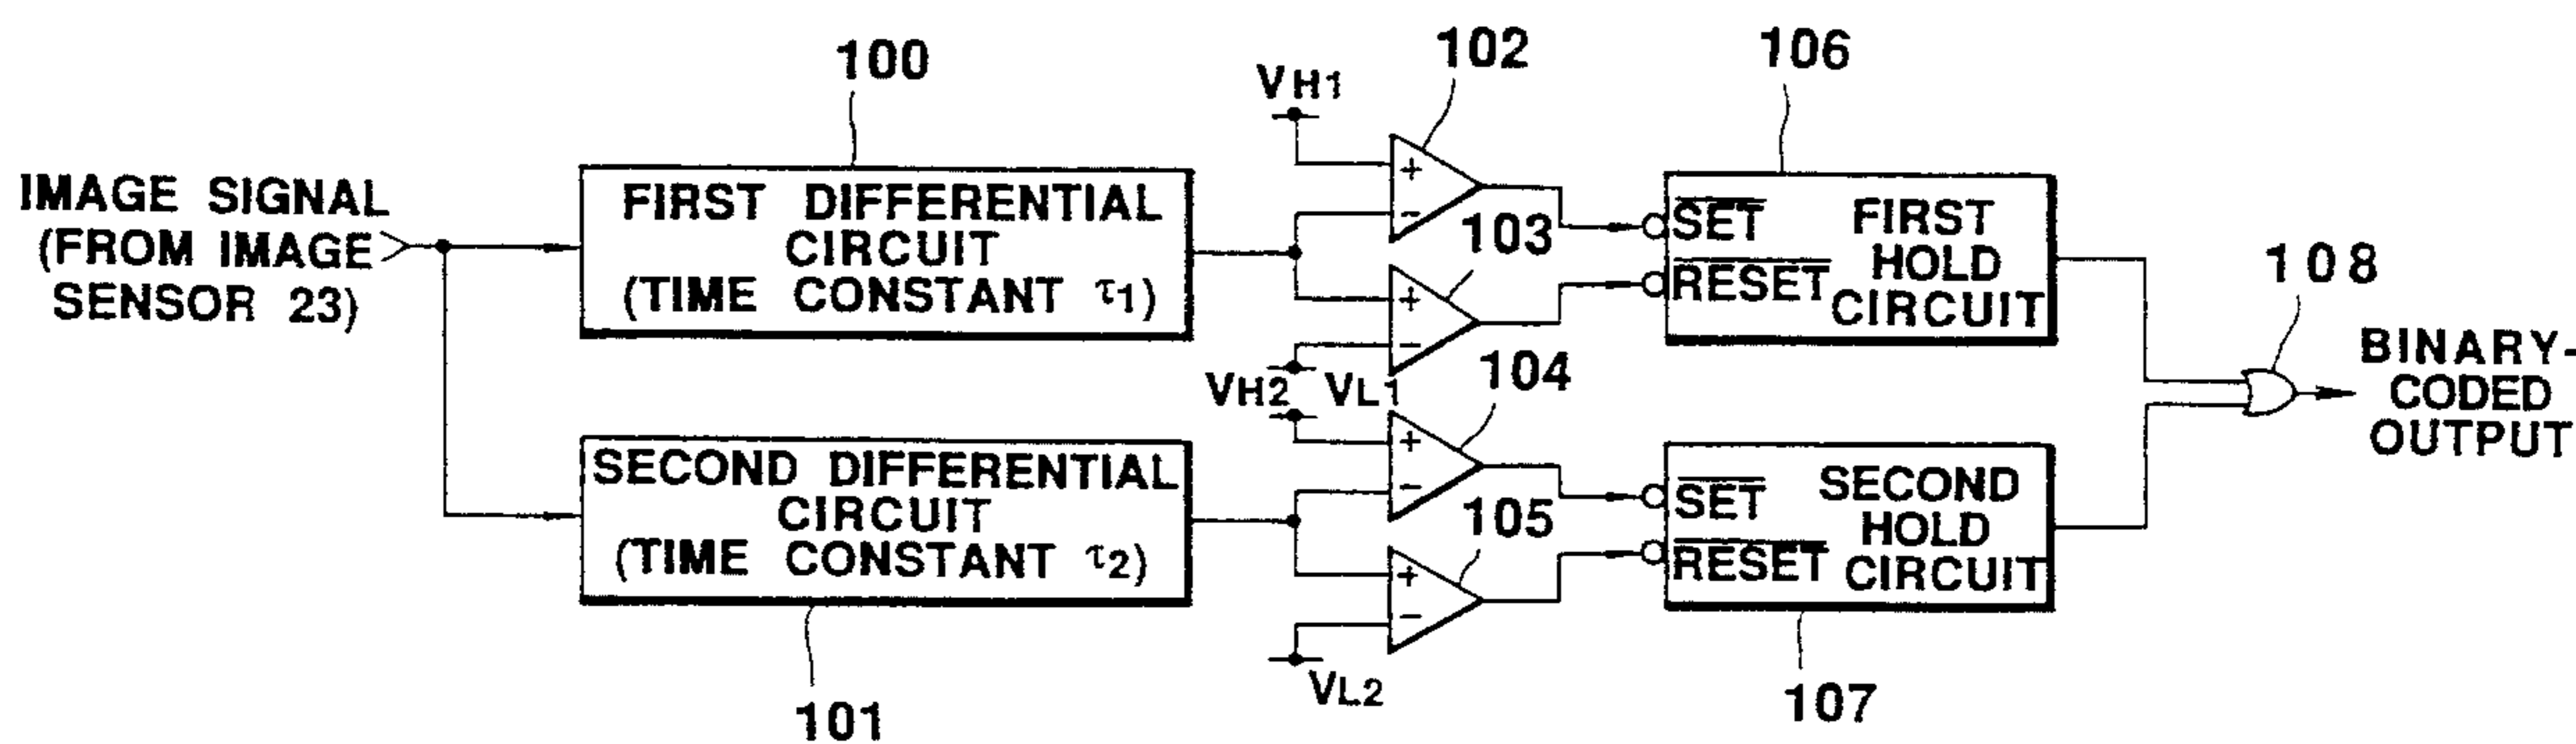 100
102
106
VH1
IMAGE SIGNAL
(FROM IMAGE
SENSOR 23)
FIRST DIFFERENTIAL
CIRCUIT
(TIME CONSTANT τ1)
+
-
103
+
-
SET
RESET
FIRST
HOLD
CIRCUIT
108
BINARY-
CODED
OUTPUT
VH2
VL1
104
SECOND DIFFERENTIAL
CIRCUIT
(TIME CONSTANT τ2)
+
-
105
+
-
SET
RESET
SECOND
HOLD
CIRCUIT
VL2
101
107